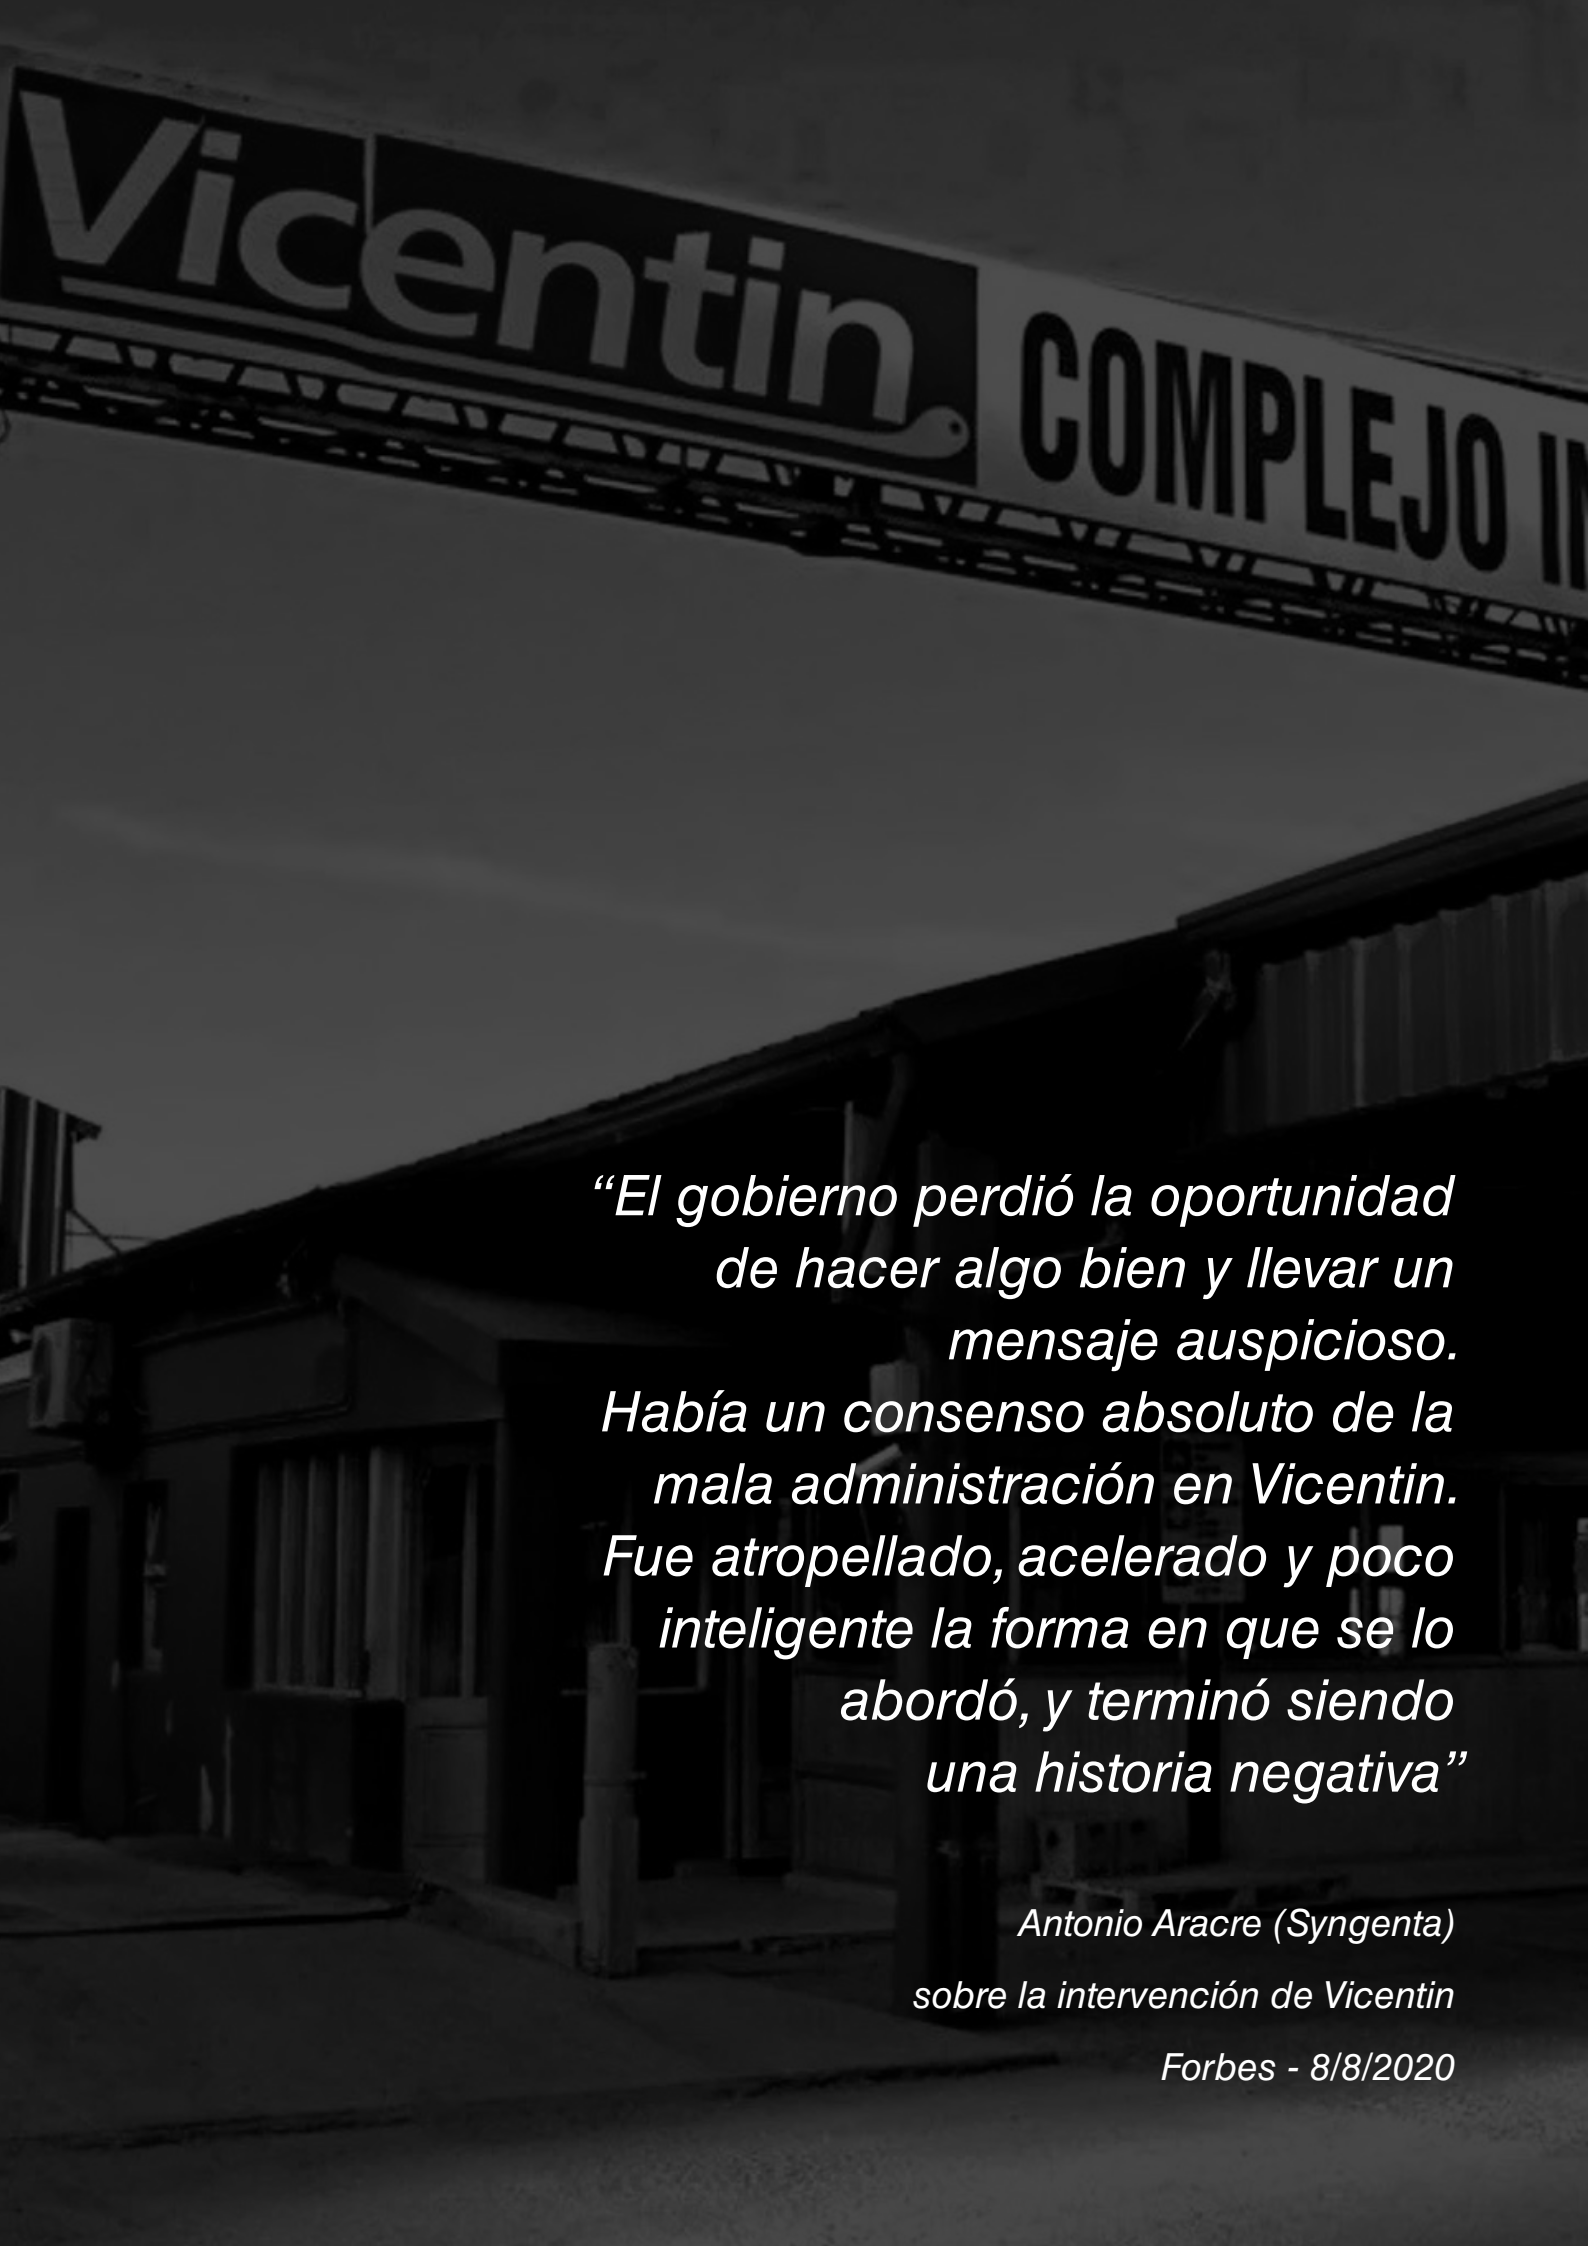 Vicentin
COMPLEJO IN
“El gobierno perdió la oportunidad
de hacer algo bien y llevar un
mensaje auspicioso.
Había un consenso absoluto de la
mala administración en Vicentin.
Fue atropellado, acelerado y poco
inteligente la forma en que se lo
abordó, y terminó siendo
una historia negativa”
Antonio Aracre (Syngenta)
sobre la intervención de Vicentin
Forbes - 8/8/2020